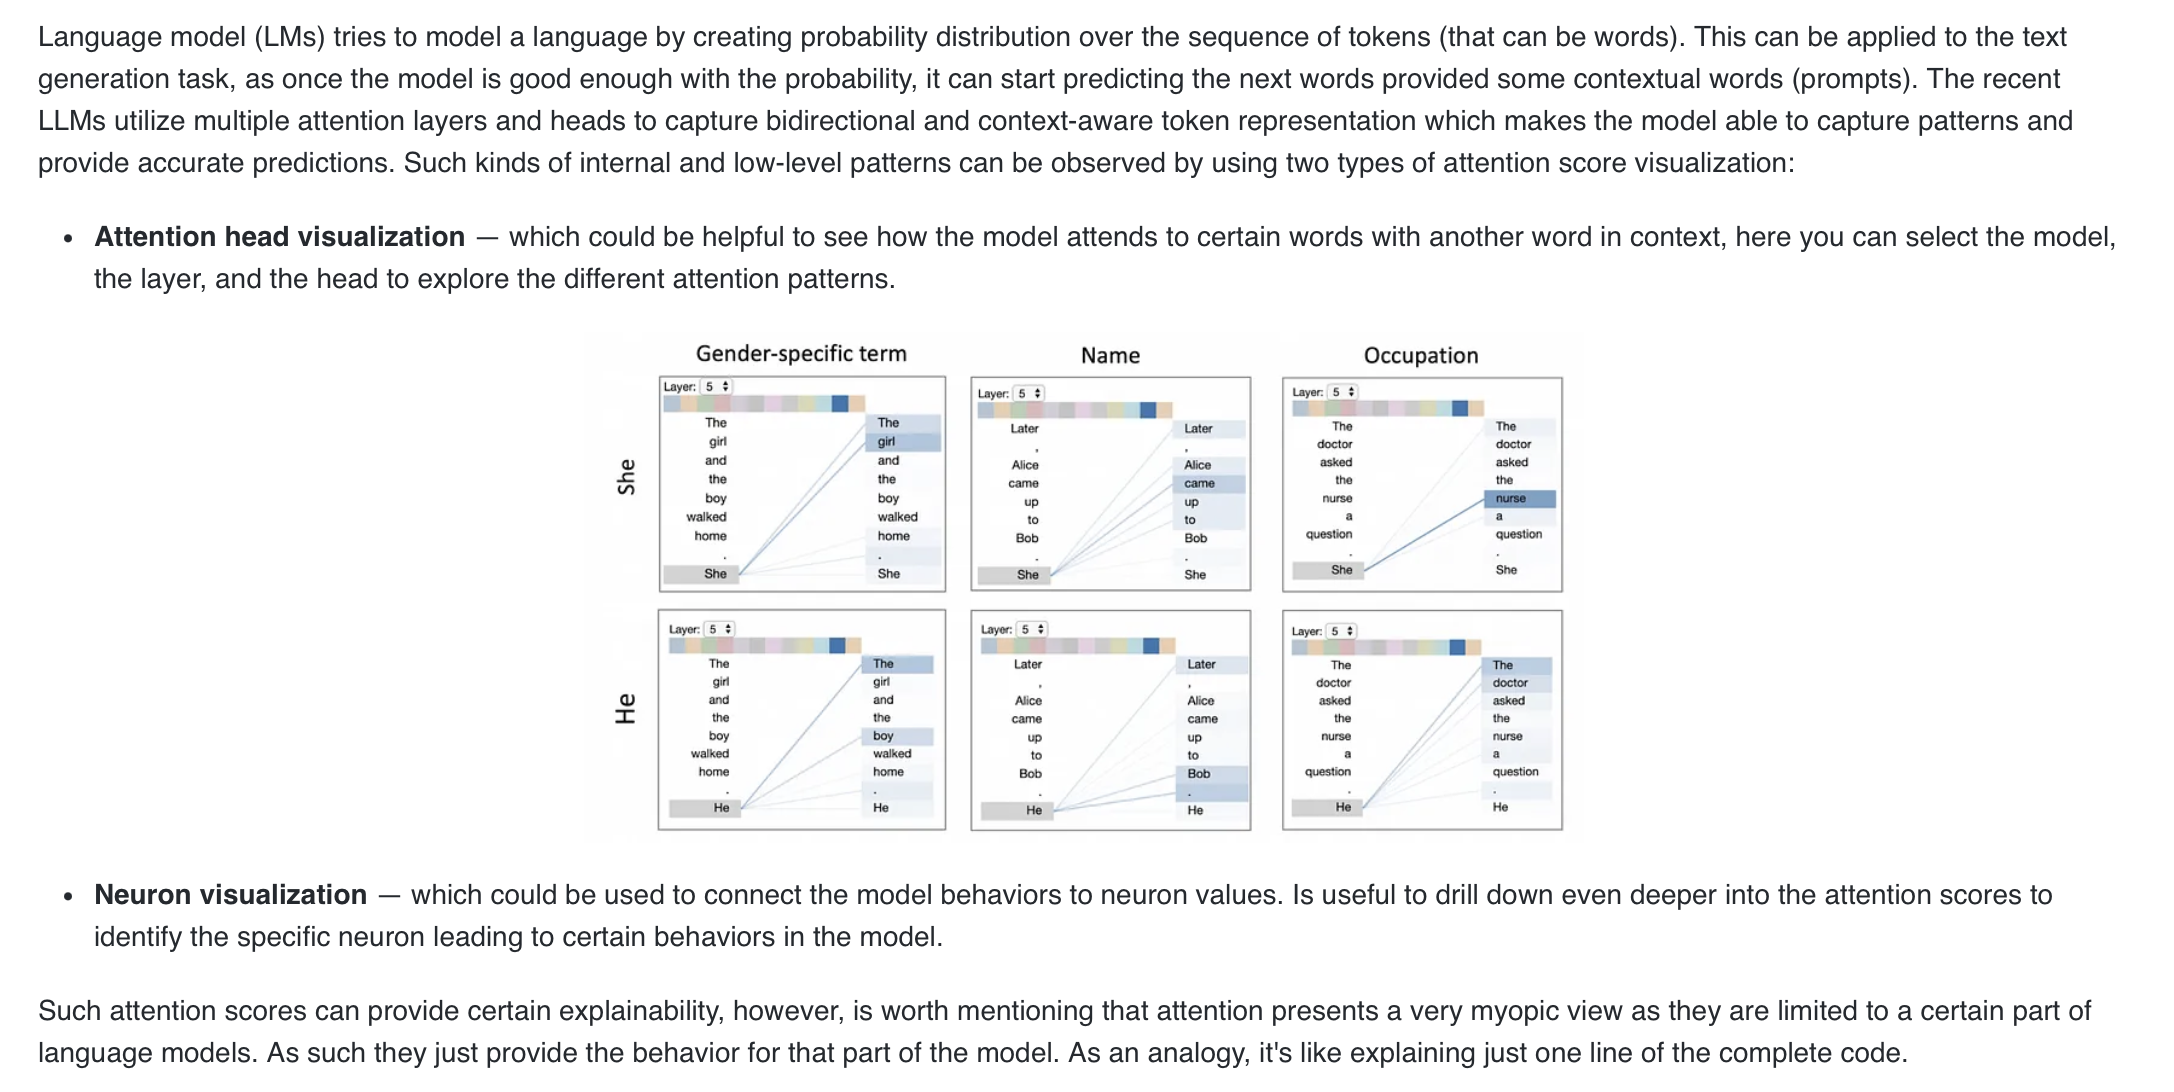 Language model (LMs) tries to model a language by creating probability distribution over the sequence of tokens (that can be words). This can be applied to the text
generation task, as once the model is good enough with the probability, it can start predicting the next words provided some contextual words (prompts). The recent
LLMs utilize multiple attention layers and heads to capture bidirectional and context-aware token representation which makes the model able to capture patterns and
provide accurate predictions. Such kinds of internal and low-level patterns can be observed by using two types of attention score visualization:
• Attention head visualization — which could be helpful to see how the model attends to certain words with another word in context, here you can select the model,
the layer, and the head to explore the different attention patterns.
Gender-specific term Name Occupation
She
Layer: 5
The The
girl girl
and and
the the
boy boy
walked walked
home home
. .
She She
Layer: 5
Later Later
, ,
Alice Alice
came came
up up
to to
Bob Bob
. .
She She
Layer: 5
The The
doctor doctor
asked asked
the the
nurse nurse
a a
question question
. .
She She
He
Layer: 5
The The
girl girl
and and
the the
boy boy
walked walked
home home
. .
He He
Layer: 5
Later Later
, ,
Alice Alice
came came
up up
to to
Bob Bob
. .
He He
Layer: 5
The The
doctor doctor
asked asked
the the
nurse nurse
a a
question question
. .
He He
• Neuron visualization — which could be used to connect the model behaviors to neuron values. Is useful to drill down even deeper into the attention scores to
identify the specific neuron leading to certain behaviors in the model.
Such attention scores can provide certain explainability, however, is worth mentioning that attention presents a very myopic view as they are limited to a certain part of
language models. As such they just provide the behavior for that part of the model. As an analogy, it's like explaining just one line of the complete code.